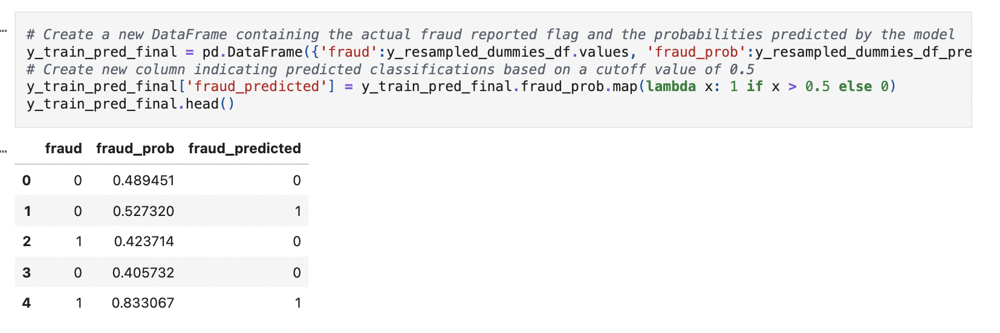 # Create a new DataFrame containing the actual fraud reported flag and the probabilities predicted by the model
y_train_pred_final = pd.DataFrame({'fraud':y_resampled_dummies_df.values, 'fraud_prob':y_resampled_dummies_df_pre
# Create new column indicating predicted classifications based on a cutoff value of 0.5
y_train_pred_final['fraud_predicted'] = y_train_pred_final.fraud_prob.map(lambda x: 1 if x > 0.5 else 0)
y_train_pred_final.head()
fraud fraud_prob fraud_predicted
0 0 0.489451 0
1 0 0.527320 1
2 1 0.423714 0
3 0 0.405732 0
4 1 0.833067 1